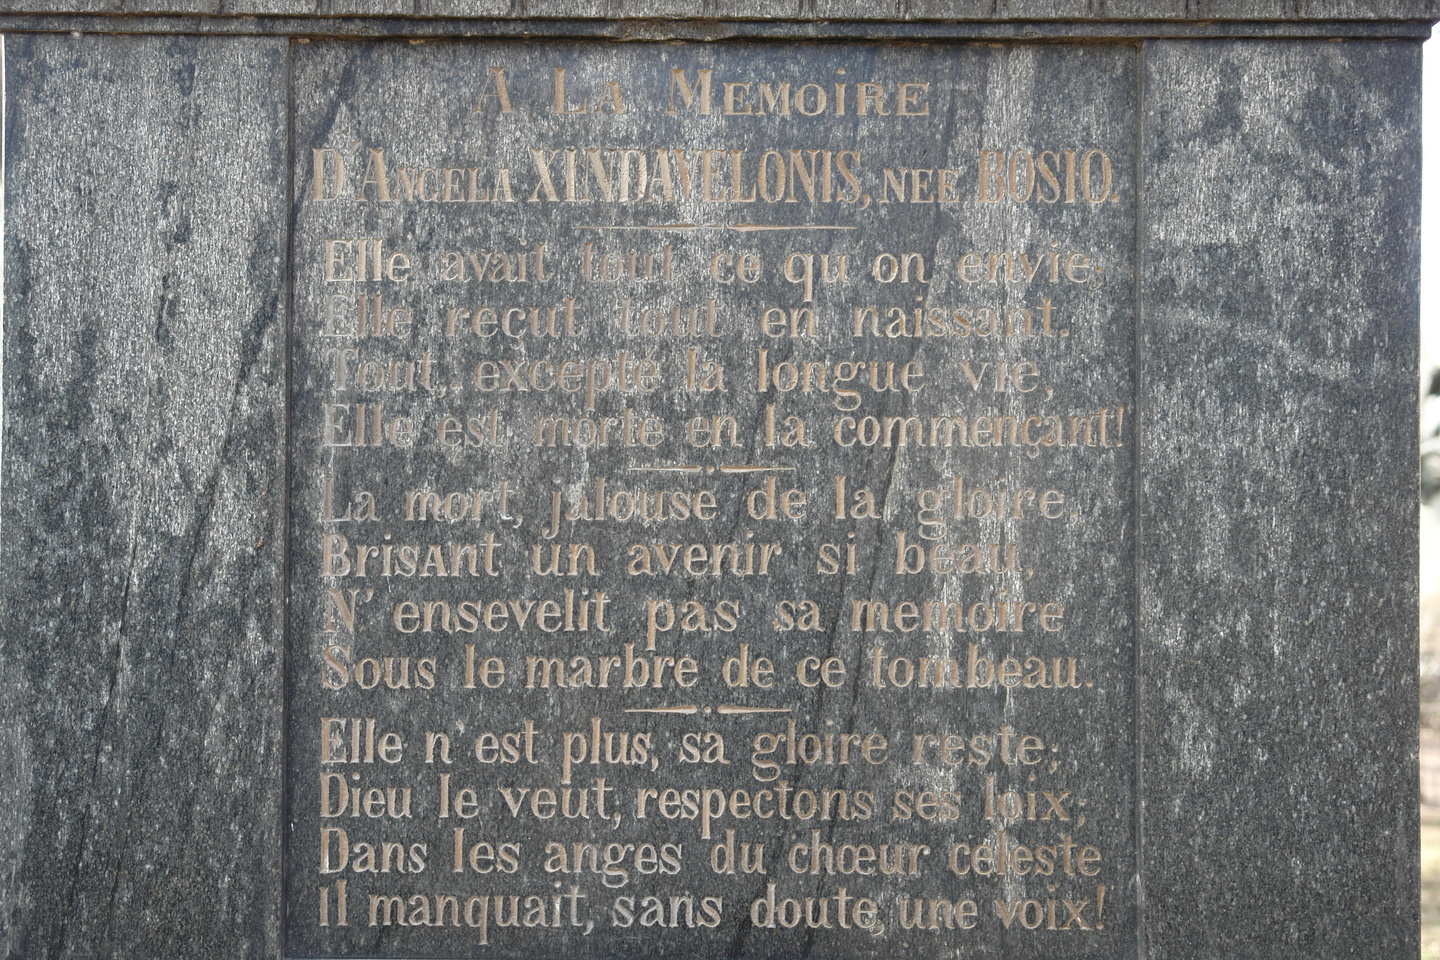 A LA MEMOIRE
D'ANGELA XINDAVELONIS, NEE BOSIO.
Elle avait tout ce qu'on envie;
Elle reçut tout en naissant.
Tout, excepté la longue vie,
Elle est morte en la commençant!
La mort, jalouse de la gloire,
Brisant un avenir si beau,
N'ensevelit pas sa memoire
Sous le marbre de ce tombeau.
Elle n'est plus, sa gloire reste;
Dieu le veut, respectons ses loix;
Dans les anges du chœur celeste
Il manquait, sans doute, une voix!